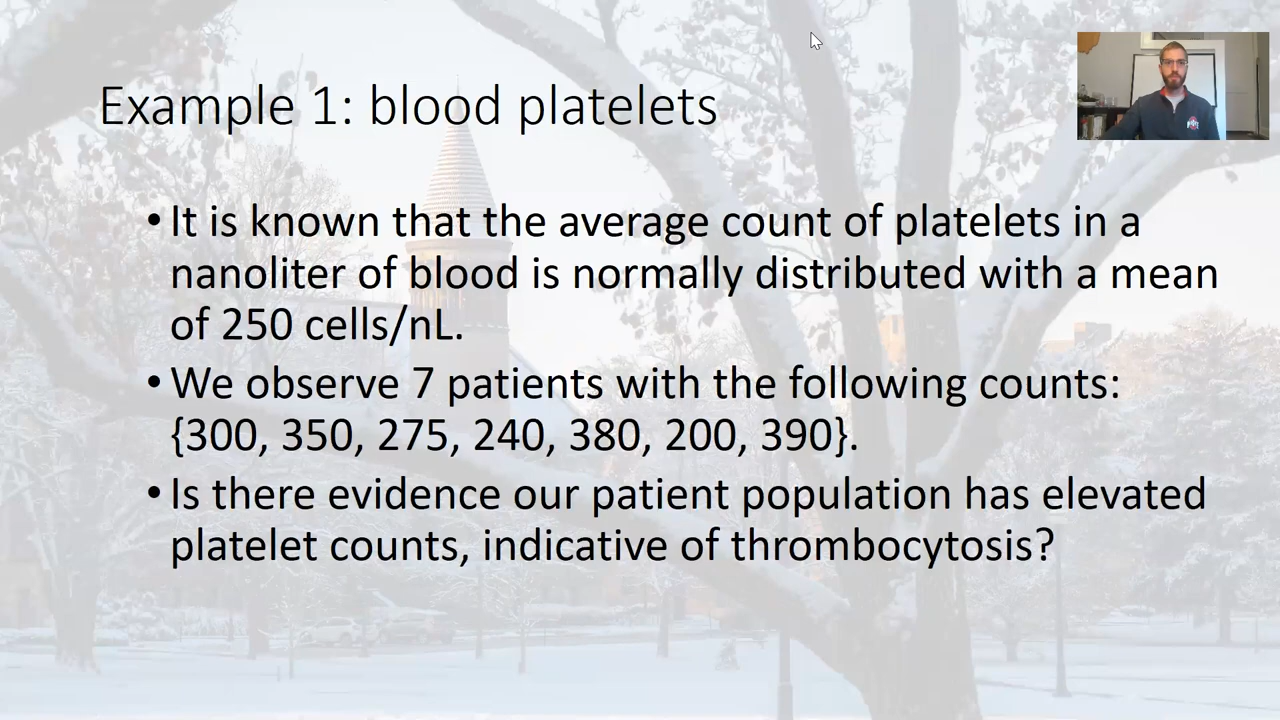 Example 1: blood platelets
•It is known that the average count of platelets in a
nanoliter of blood is normally distributed with a mean
of 250 cells/nL.
•We observe 7 patients with the following counts:
{300, 350, 275, 240, 380, 200, 390}.
•Is there evidence our patient population has elevated
platelet counts, indicative of thrombocytosis?